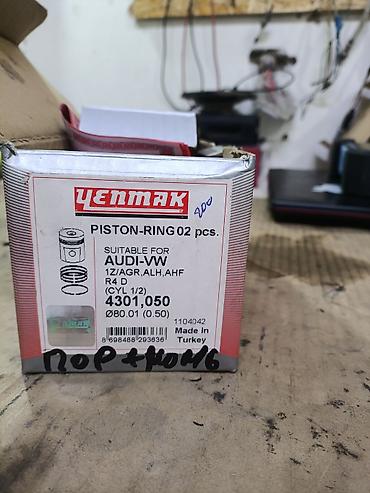 YENMAK
200
PISTON-RING 02 pcs.
SUITABLE FOR
AUDI-VW
1Z/AGR,ALH,AHF
R4 D
(CYL 1/2)
4301,050
Ø80.01 (0.50)
1104042
Made In
Turkey
8 698488 293636
ПОР